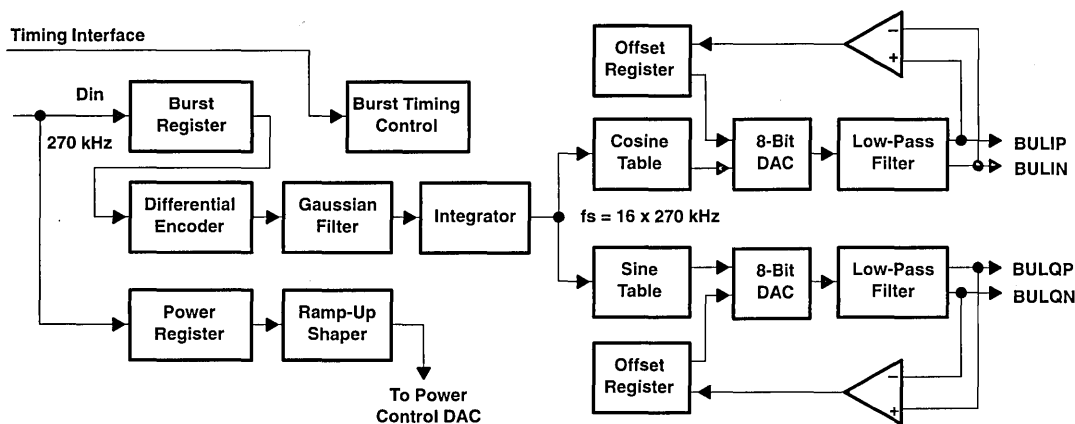 Timing Interface
Din
270 kHz
Burst
Register
Burst Timing
Control
Differential
Encoder
Gaussian
Filter
Integrator
Power
Register
Ramp-Up
Shaper
To Power
Control DAC
fs = 16 x 270 kHz
Offset
Register
−
+
Cosine
Table
8-Bit
DAC
Low-Pass
Filter
BULIP
BULIN
Sine
Table
8-Bit
DAC
Low-Pass
Filter
BULQP
BULQN
Offset
Register
−
+